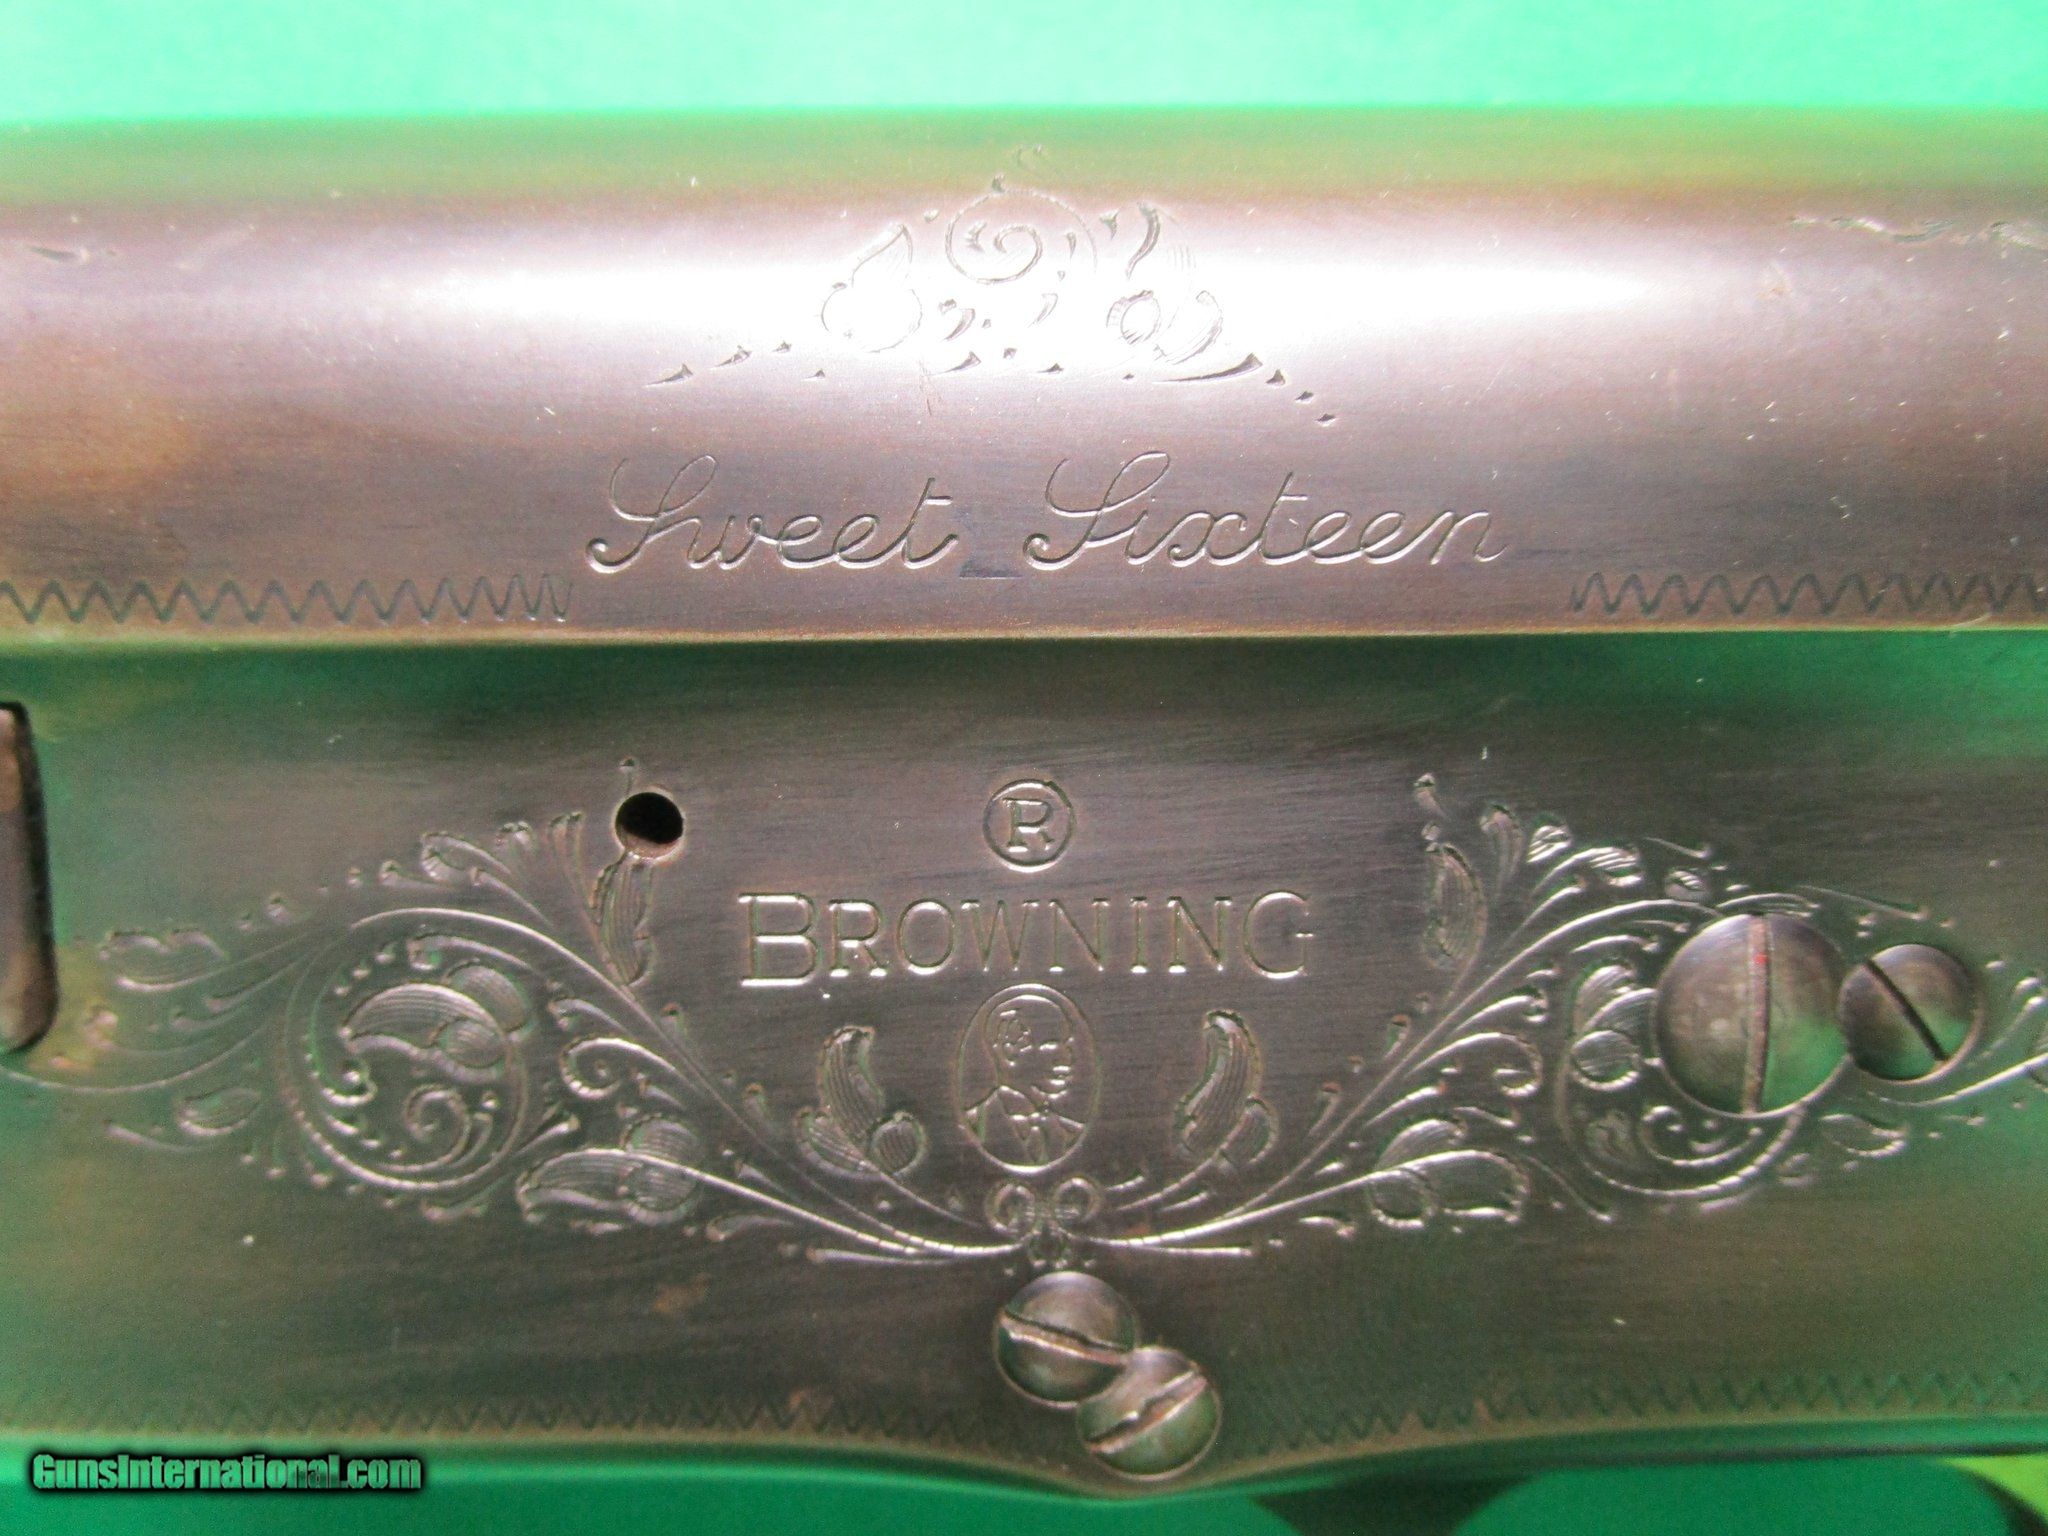 Sweet Sixteen
R
BROWNING
GunsInternational.com